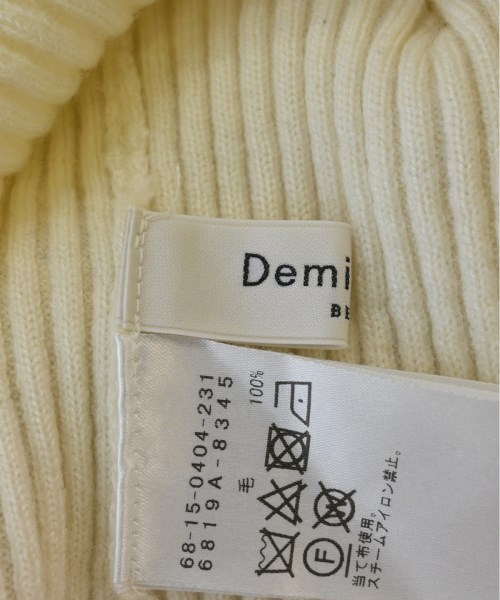 Demi
BE
68-15-0404-231
6819A-8345
毛
100%
F
当て布使用。
スチームアイロン禁止。